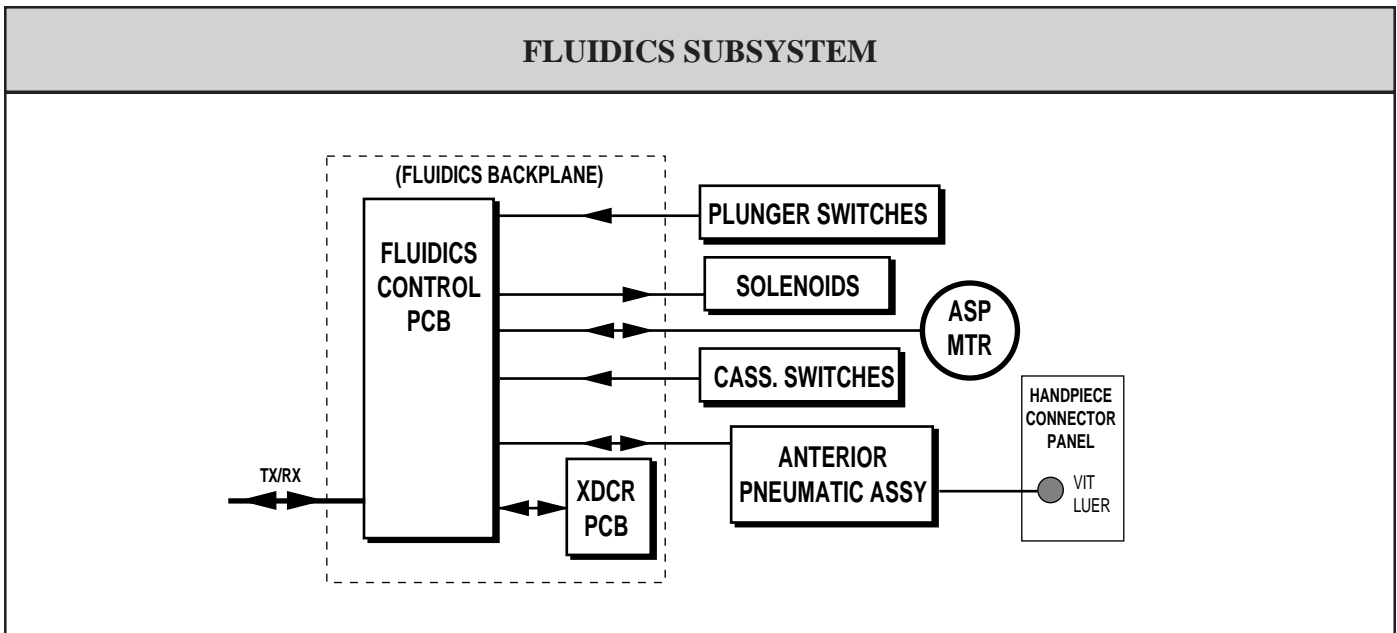 FLUIDICS SUBSYSTEM
(FLUIDICS BACKPLANE)
FLUIDICS
CONTROL
PCB
PLUNGER SWITCHES
SOLENOIDS
ASP
MTR
CASS. SWITCHES
HANDPIECE
CONNECTOR
PANEL
VIT
LUER
ANTERIOR
PNEUMATIC ASSY
TX/RX
XDCR
PCB